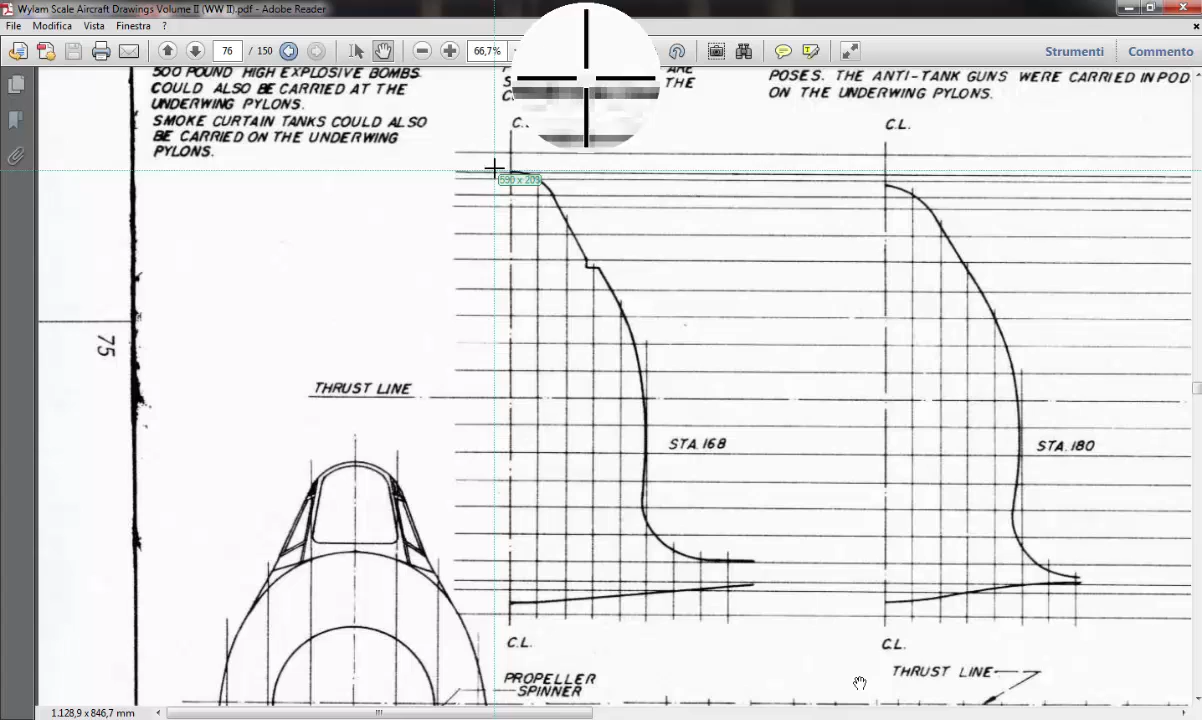 Wylam Scale Aircraft Drawings Volume II (WW II).pdf - Adobe Reader
File Modifica Vista Finestra ?
76 / 150 66,7% Strumenti Commento
500 POUND HIGH EXPLOSIVE BOMBS
COULD ALSO BE CARRIED AT THE
UNDERWING PYLONS.
SMOKE CURTAIN TANKS COULD ALSO
BE CARRIED ON THE UNDERWING
PYLONS.
ARE
THE
POSES. THE ANTI-TANK GUNS WERE CARRIED IN POD
ON THE UNDERWING PYLONS.
C.L.
590 x 209
75
THRUST LINE
STA. 168
STA. 180
C.L.
C.L.
PROPELLER
SPINNER
THRUST LINE
1.128,9 x 846,7 mm